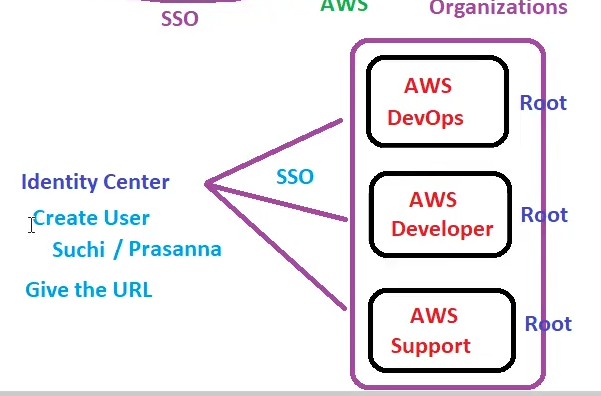 SSO
AWS
Organizations
AWS
DevOps
Root
Identity Center
SSO
Create User
Suchi / Prasanna
Give the URL
AWS
Developer
Root
AWS
Support
Root